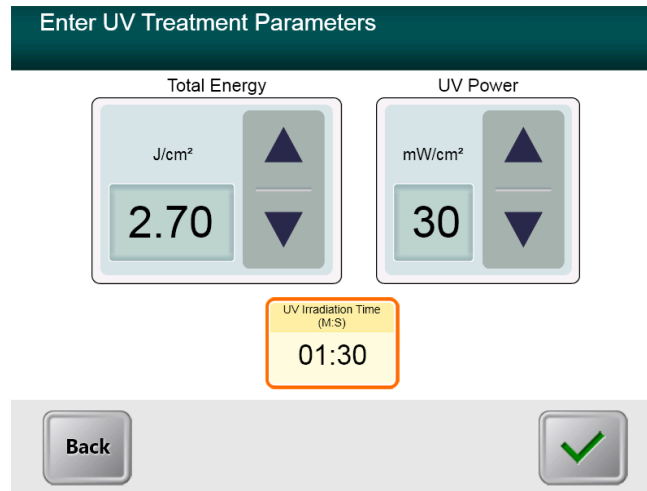 Enter UV Treatment Parameters
Total Energy
UV Power
J/cm²
mW/cm²
2.70
30
UV Irradiation Time
(M:S)
01:30
Back